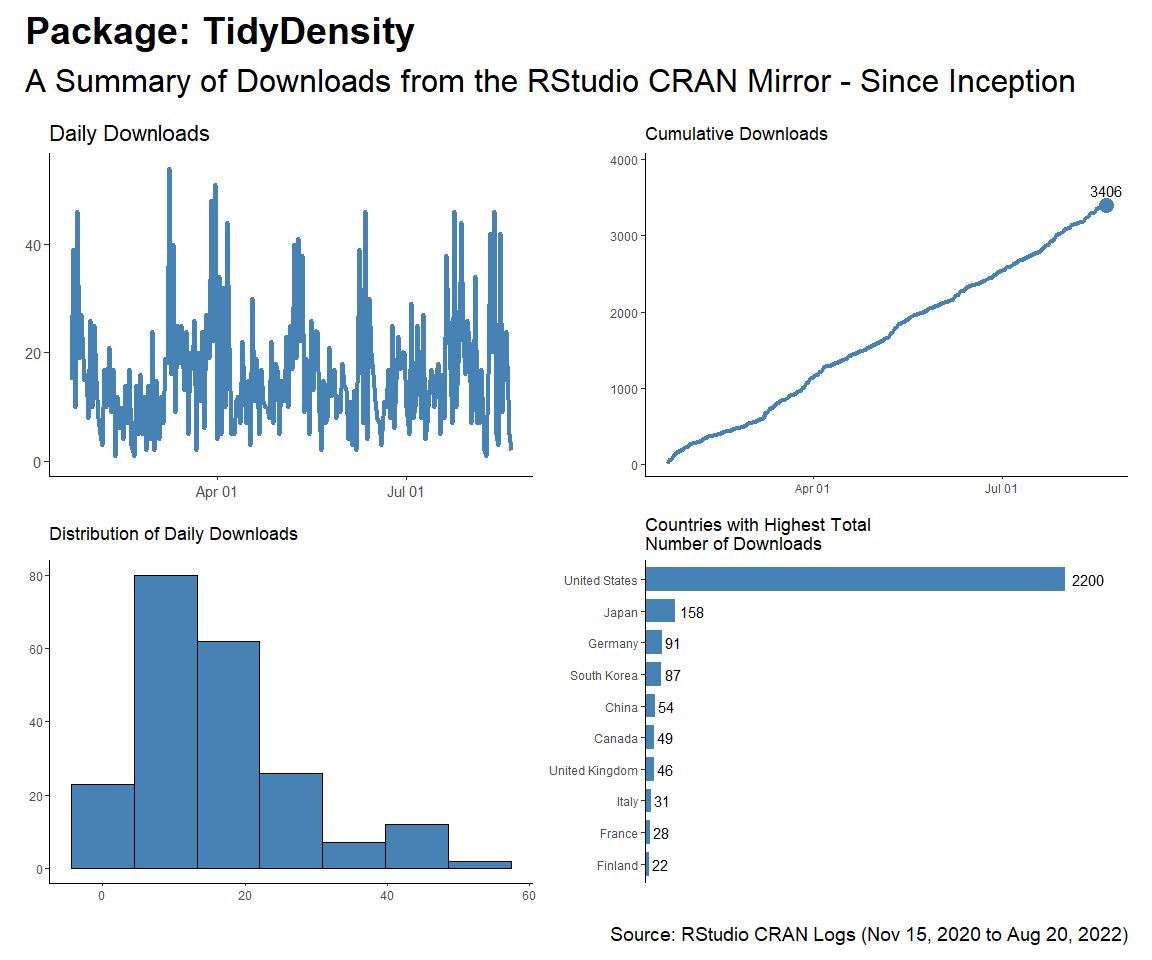 Package: TidyDensity
A Summary of Downloads from the RStudio CRAN Mirror - Since Inception
Daily Downloads
40
20
0
Apr 01
Jul 01
Cumulative Downloads
4000
3000
2000
1000
0
3406
Apr 01
Jul 01
Distribution of Daily Downloads
80
60
40
20
0
0
20
40
60
Countries with Highest Total
Number of Downloads
United States 2200
Japan 158
Germany 91
South Korea 87
China 54
Canada 49
United Kingdom 46
Italy 31
France 28
Finland 22
Source: RStudio CRAN Logs (Nov 15, 2020 to Aug 20, 2022)